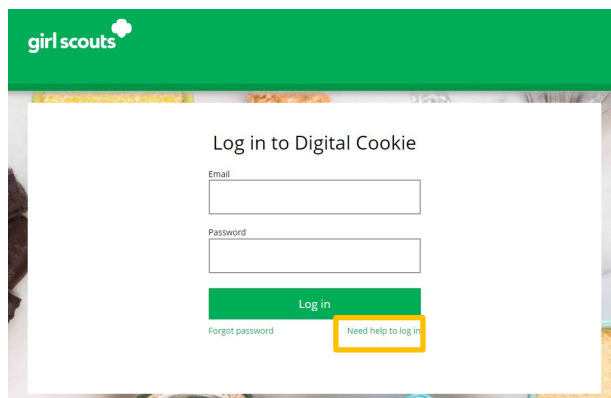 girl scouts
Log in to Digital Cookie
Email
Password
Log in
Forgot password Need help to log in